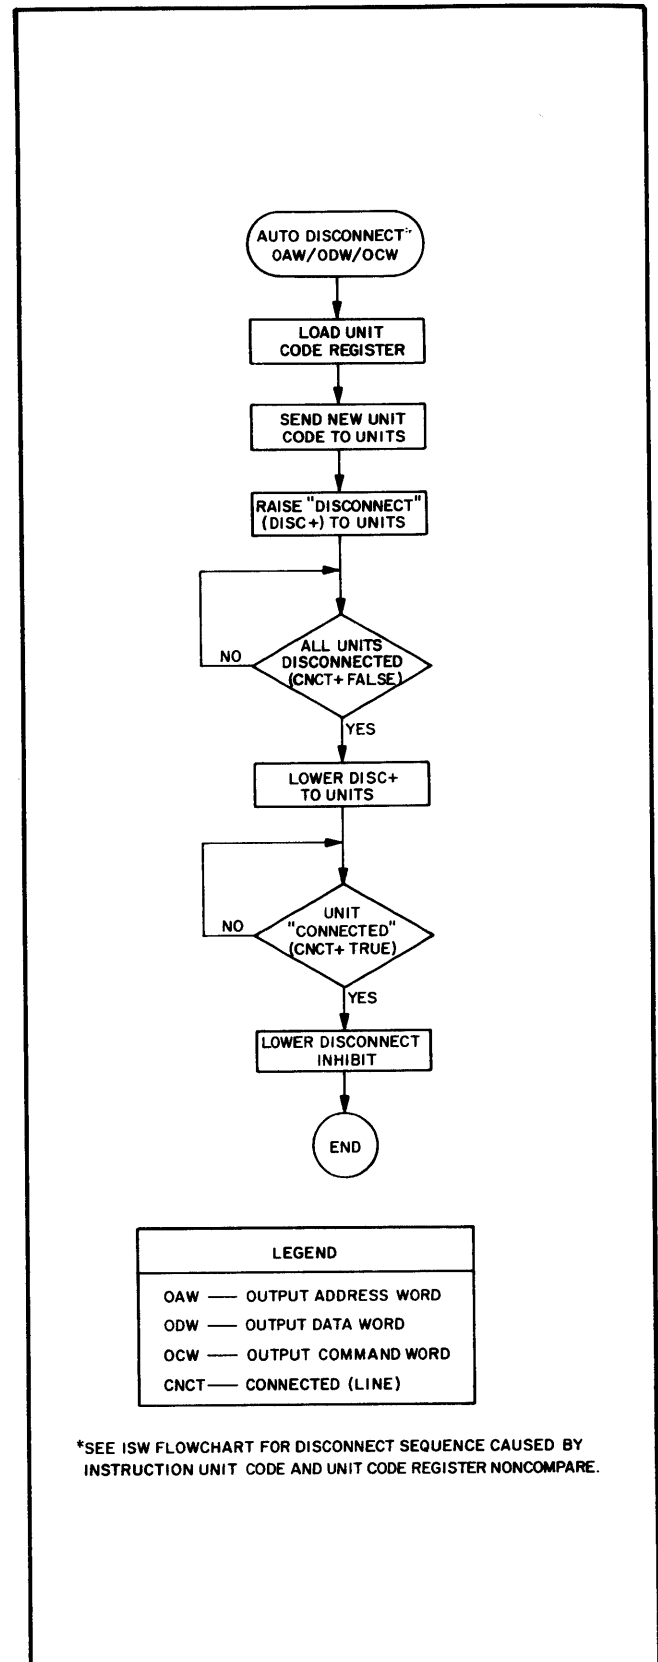 AUTO DISCONNECT*
OAW/ODW/OCW
LOAD UNIT
CODE REGISTER
SEND NEW UNIT
CODE TO UNITS
RAISE "DISCONNECT"
(DISC+) TO UNITS
ALL UNITS
DISCONNECTED
(CNCT+ FALSE)
NO
YES
LOWER DISC+
TO UNITS
UNIT
"CONNECTED"
(CNCT+ TRUE)
NO
YES
LOWER DISCONNECT
INHIBIT
END
LEGEND
OAW — OUTPUT ADDRESS WORD
ODW — OUTPUT DATA WORD
OCW — OUTPUT COMMAND WORD
CNCT — CONNECTED (LINE)
*SEE ISW FLOWCHART FOR DISCONNECT SEQUENCE CAUSED BY
INSTRUCTION UNIT CODE AND UNIT CODE REGISTER NONCOMPARE.